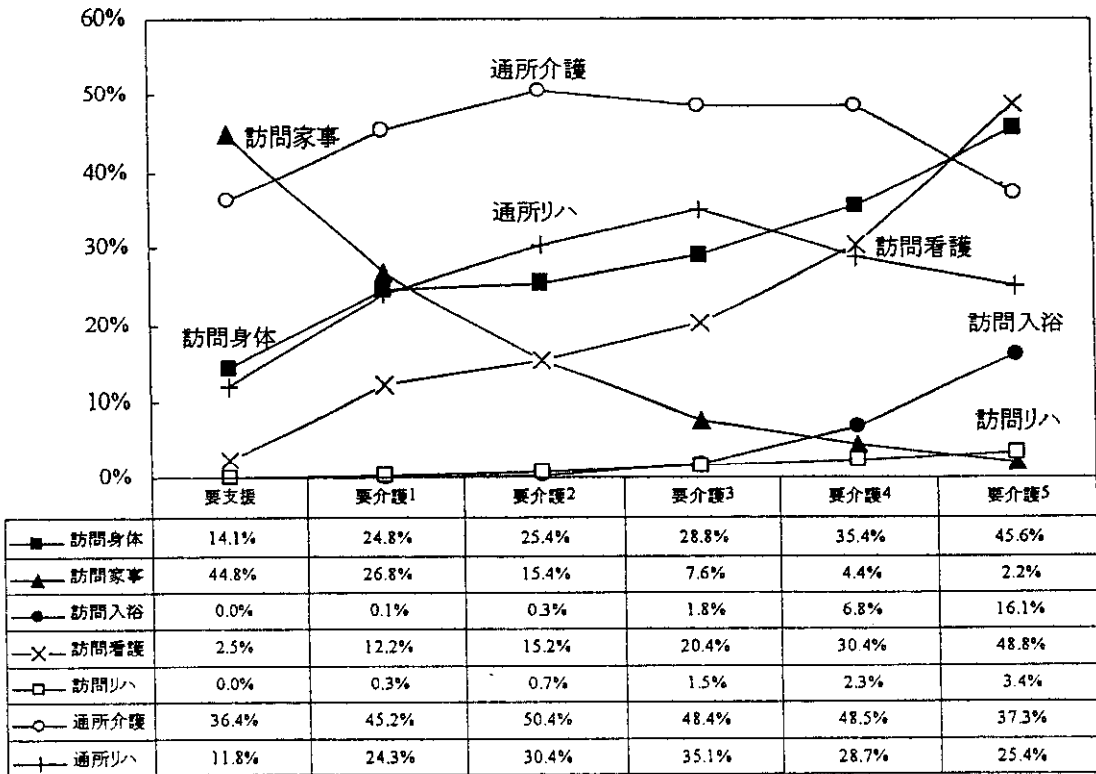 60%
50%
40%
30%
20%
10%
0%
通所介護
訪問家事
通所リハ
訪問看護
訪問身体
訪問入浴
訪問リハ
要支援 要介護1 要介護2 要介護3 要介護4 要介護5
訪問身体 14.1% 24.8% 25.4% 28.8% 35.4% 45.6%
訪問家事 44.8% 26.8% 15.4% 7.6% 4.4% 2.2%
訪問入浴 0.0% 0.1% 0.3% 1.8% 6.8% 16.1%
訪問看護 2.5% 12.2% 15.2% 20.4% 30.4% 48.8%
訪問リハ 0.0% 0.3% 0.7% 1.5% 2.3% 3.4%
通所介護 36.4% 45.2% 50.4% 48.4% 48.5% 37.3%
通所リハ 11.8% 24.3% 30.4% 35.1% 28.7% 25.4%